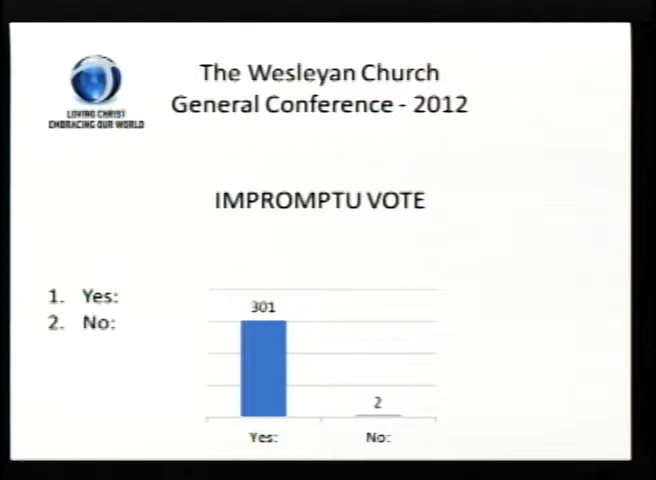 The Wesleyan Church
General Conference - 2012
LOVING CHRIST
EMBRACING OUR WORLD
IMPROMPTU VOTE
1. Yes:
2. No:
301
2
Yes:
No: